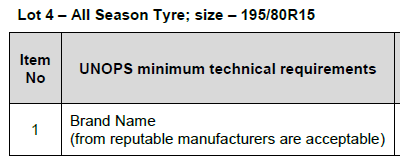 Lot 4 – All Season Tyre; size – 195/80R15
Item
No
UNOPS minimum technical requirements
1
Brand Name
(from reputable manufacturers are acceptable)